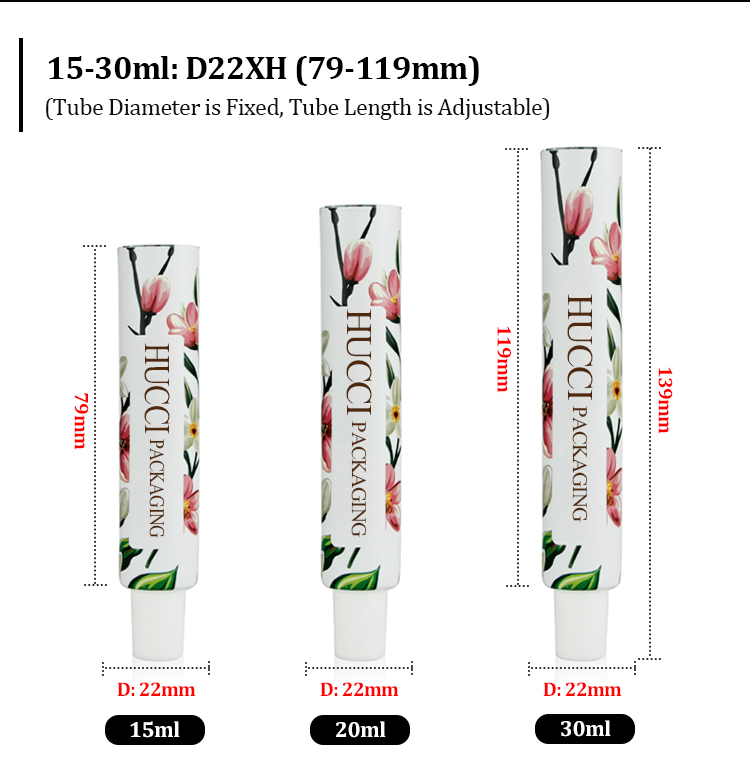 15-30ml: D22XH (79-119mm)
(Tube Diameter is Fixed, Tube Length is Adjustable)
79mm
HUCCI PACKAGING
HUCCI PACKAGING
119mm
HUCCI PACKAGING
139mm
D: 22mm
D: 22mm
D: 22mm
15ml
20ml
30ml